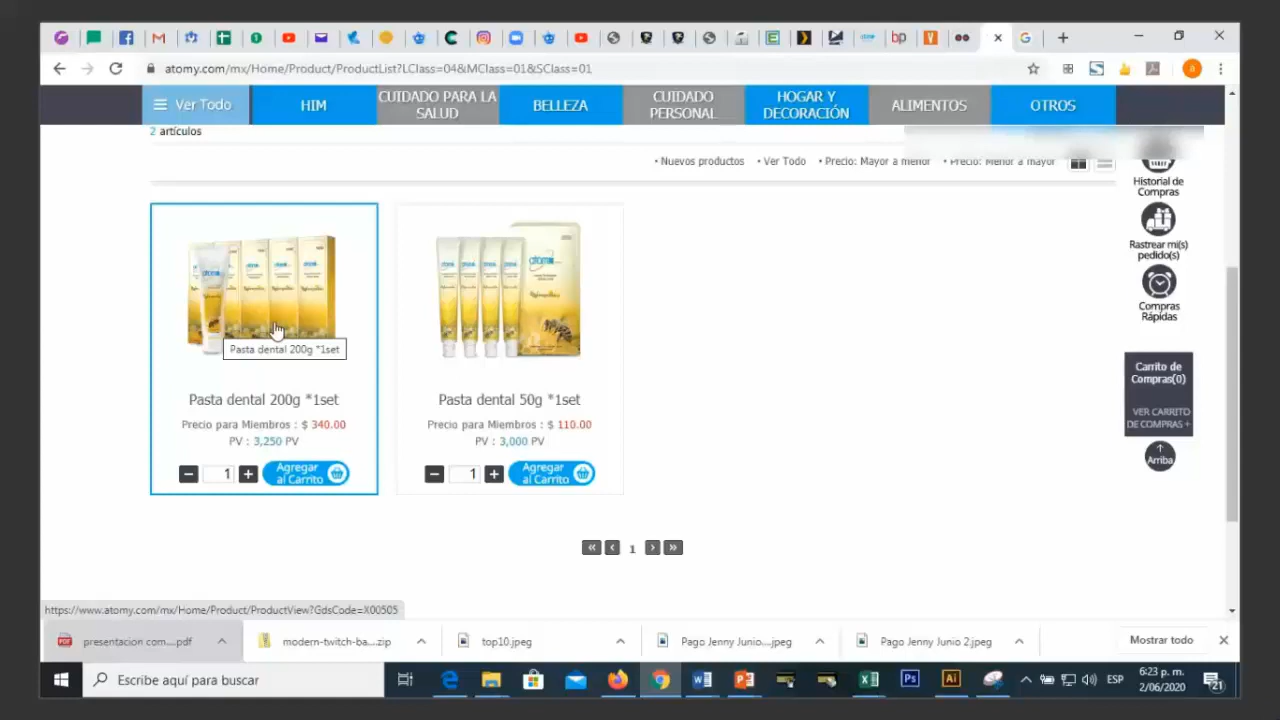 atomy.com/mx/Home/Product/ProductList?LClass=04&MClass=01&SClass=01
Ver Todo
HIM
CUIDADO PARA LA
SALUD
BELLEZA
CUIDADO
PERSONAL
HOGAR Y
DECORACIÓN
ALIMENTOS
OTROS
2 artículos
• Nuevos productos • Ver Todo • Precio: Mayor a menor • Precio: Menor a mayor
Historial de
Compras
Rastrear mi(s)
pedido(s)
Compras
Rápidas
Carrito de
Compras(0)
VER CARRITO
DE COMPRAS +
Arriba
Pasta dental 200g *1set
Pasta dental 200g *1set
Precio para Miembros : $ 340.00
PV : 3,250 PV
1
Agregar
al Carrito
Pasta dental 50g *1set
Precio para Miembros : $ 110.00
PV : 3,000 PV
1
Agregar
al Carrito
« ‹ 1 › »
https://www.atomy.com/mx/Home/Product/ProductView?GdsCode=X00505
presentacion com....pdf
modern-twitch-ba....zip
top10.jpeg
Pago Jenny Junio....jpeg
Pago Jenny Junio 2.jpeg
Mostrar todo
Escribe aquí para buscar
ESP
6:23 p. m.
2/06/2020
21